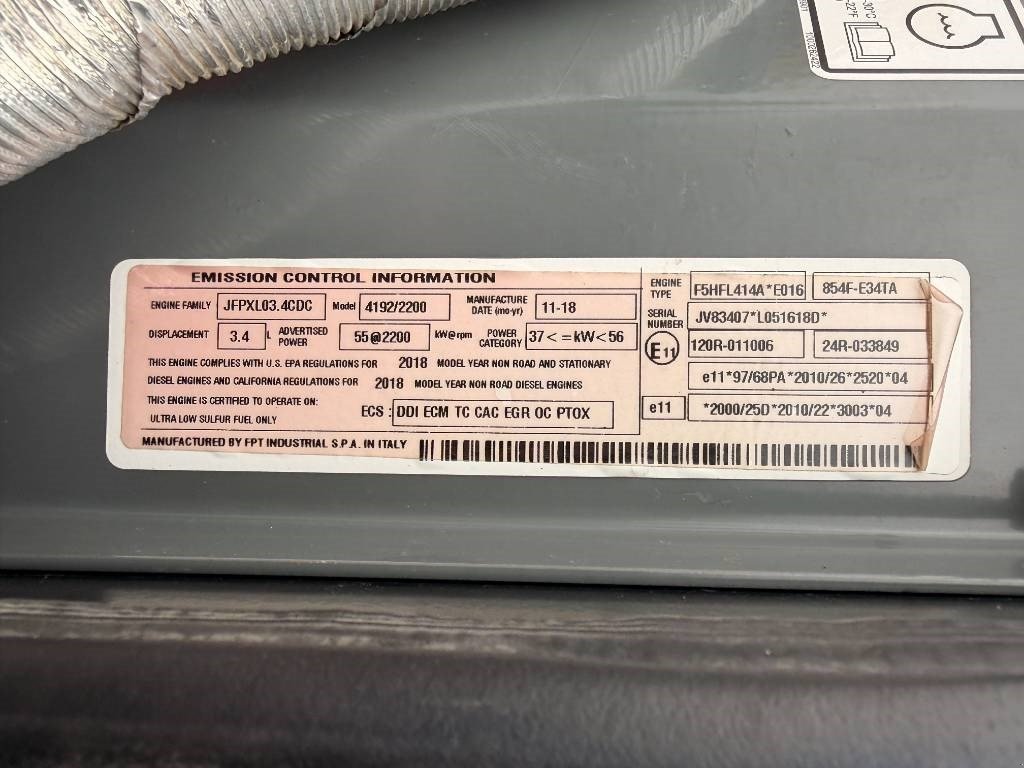 -30°C
-22°F
100262422
EMISSION CONTROL INFORMATION
ENGINE FAMILY JFPXL03.4CDC Model 4192/2200 MANUFACTURE DATE (mo-yr) 11-18
DISPLACEMENT 3.4 L ADVERTISED POWER 55@2200 kW@rpm POWER CATEGORY 37<=kW<56
THIS ENGINE COMPLIES WITH U.S. EPA REGULATIONS FOR 2018 MODEL YEAR NON ROAD AND STATIONARY
DIESEL ENGINES AND CALIFORNIA REGULATIONS FOR 2018 MODEL YEAR NON ROAD DIESEL ENGINES
THIS ENGINE IS CERTIFIED TO OPERATE ON:
ULTRA LOW SULFUR FUEL ONLY
ECS : DDI ECM TC CAC EGR OC PTOX
MANUFACTURED BY FPT INDUSTRIAL S.P.A. IN ITALY
ENGINE TYPE F5HFL414A*E016 854F-E34TA
SERIAL NUMBER JV83407*L051618D*
E11 120R-011006 24R-033849
e11*97/68PA*2010/26*2520*04
e11 *2000/25D*2010/22*3003*04